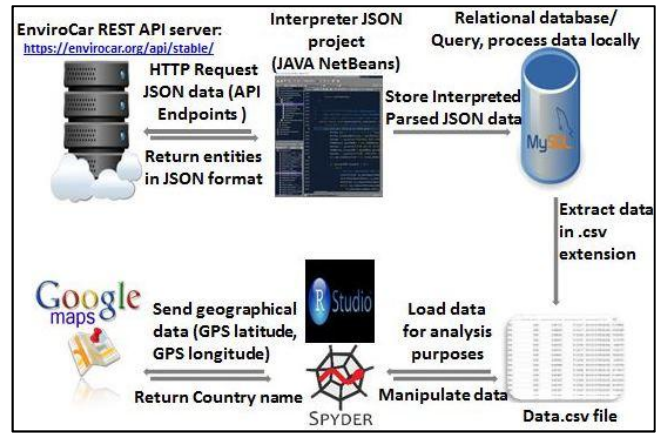 EnviroCar REST API server:
https://envirocar.org/api/stable/
Interpreter JSON
project
(JAVA NetBeans)
Relational database/
Query, process data locally
HTTP Request
JSON data (API
Endpoints )
Return entities
in JSON format
Store Interpreted
Parsed JSON data
MySQL
Extract data
in .csv
extension
Google
maps
Send geographical
data (GPS latitude,
GPS longitude)
Return Country name
R Studio
SPYDER
Load data
for analysis
purposes
Manipulate data
Data.csv file